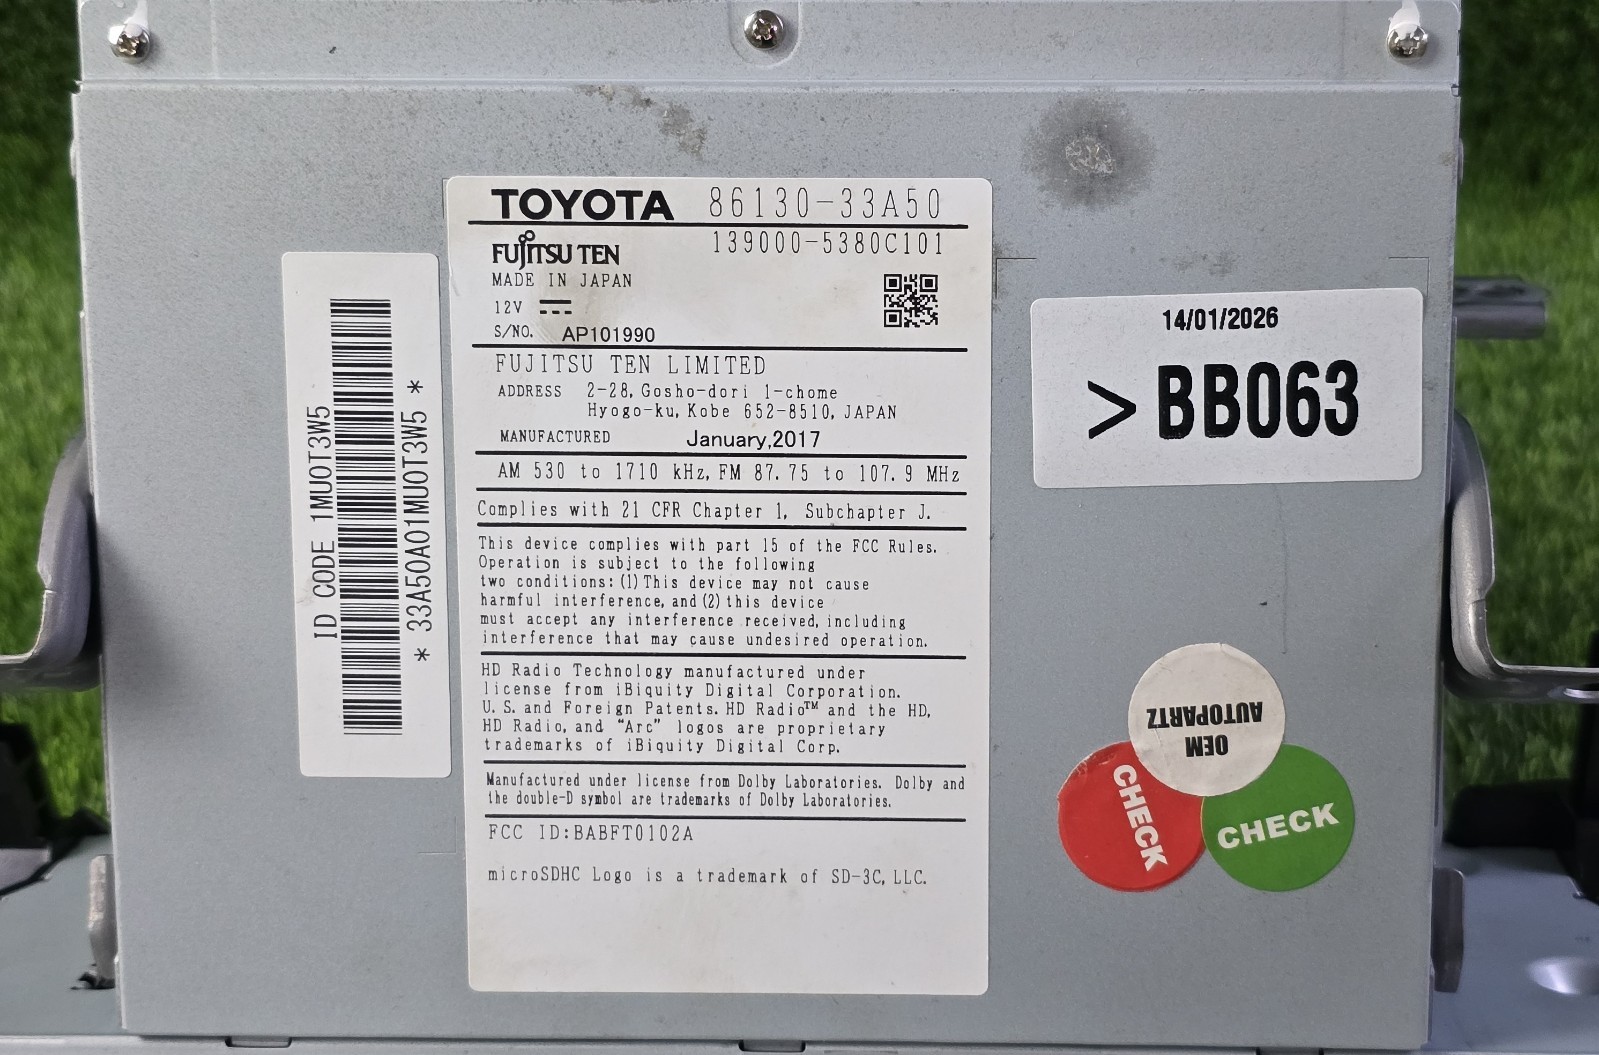 TOYOTA 86130-33A50
FUJITSU TEN 139000-5380C101
MADE IN JAPAN
12V
S/NO. AP101990
FUJITSU TEN LIMITED
ADDRESS 2-28, Gosho-dori 1-chome
Hyogo-ku, Kobe 652-8510, JAPAN
MANUFACTURED January,2017
AM 530 to 1710 kHz, FM 87.75 to 107.9 MHz
Complies with 21 CFR Chapter 1, Subchapter J.
This device complies with part 15 of the FCC Rules.
Operation is subject to the following
two conditions: (1) This device may not cause
harmful interference, and (2) this device
must accept any interference received, including
interference that may cause undesired operation.
HD Radio Technology manufactured under
license from iBiquity Digital Corporation.
U.S. and Foreign Patents. HD Radio™ and the HD,
HD Radio, and “Arc” logos are proprietary
trademarks of iBiquity Digital Corp.
Manufactured under license from Dolby Laboratories. Dolby and
the double-D symbol are trademarks of Dolby Laboratories.
FCC ID:BABFT0102A
microSDHC Logo is a trademark of SD-3C, LLC.
ID CODE 1MU0T3W5
* 33A50A01MU0T3W5 *
14/01/2026
>BB063
OEM
AUTOPARTZ
CHECK
CHECK